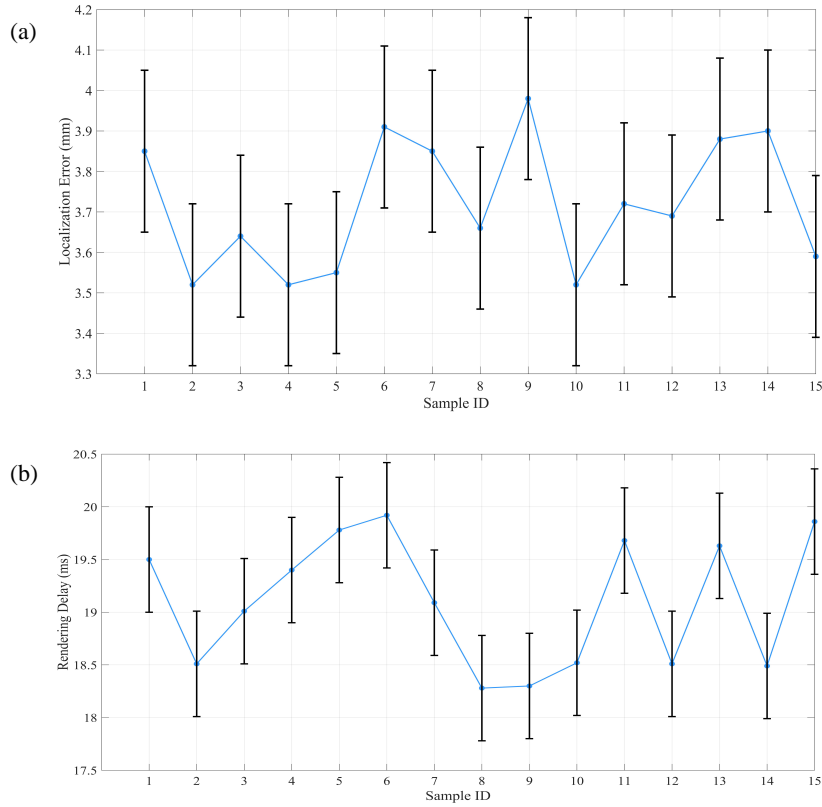 (a)
4.2
4.1
4
3.9
3.8
3.7
3.6
3.5
3.4
3.3
Localization Error (mm)
1 2 3 4 5 6 7 8 9 10 11 12 13 14 15
Sample ID
(b)
20.5
20
19.5
19
18.5
18
17.5
Rendering Delay (ms)
1 2 3 4 5 6 7 8 9 10 11 12 13 14 15
Sample ID